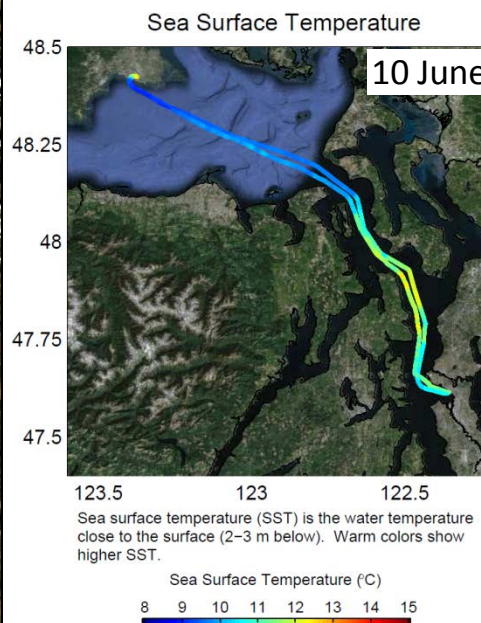 Sea Surface Temperature
10 June
48.5
48.25
48
47.75
47.5
123.5 123 122.5
Sea surface temperature (SST) is the water temperature
close to the surface (2−3 m below). Warm colors show
higher SST.
Sea Surface Temperature (°C)
8 9 10 11 12 13 14 15